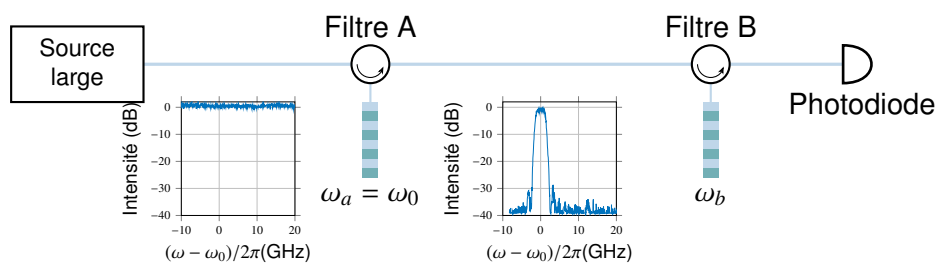 Source
large
Filtre A
Filtre B
Photodiode
Intensité (dB)
0
−10
−20
−30
−40
−10
0
10
20
(ω − ω₀)/2π(GHz)
ωₐ = ω₀
Intensité (dB)
0
−10
−20
−30
−40
−10
0
10
20
(ω − ω₀)/2π(GHz)
ω_b